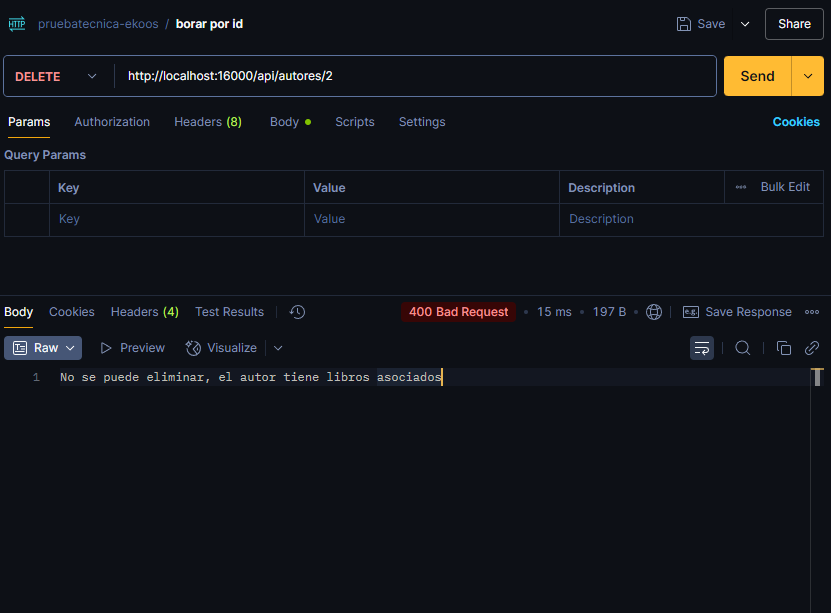 HTTP pruebatecnica-ekoos / borar por id Save Share
DELETE http://localhost:16000/api/autores/2 Send
Params Authorization Headers (8) Body Scripts Settings Cookies
Query Params
Key Value Description Bulk Edit
Key Value Description
Body Cookies Headers (4) Test Results 400 Bad Request 15 ms 197 B e.g. Save Response
Raw Preview Visualize
1 No se puede eliminar, el autor tiene libros asociados